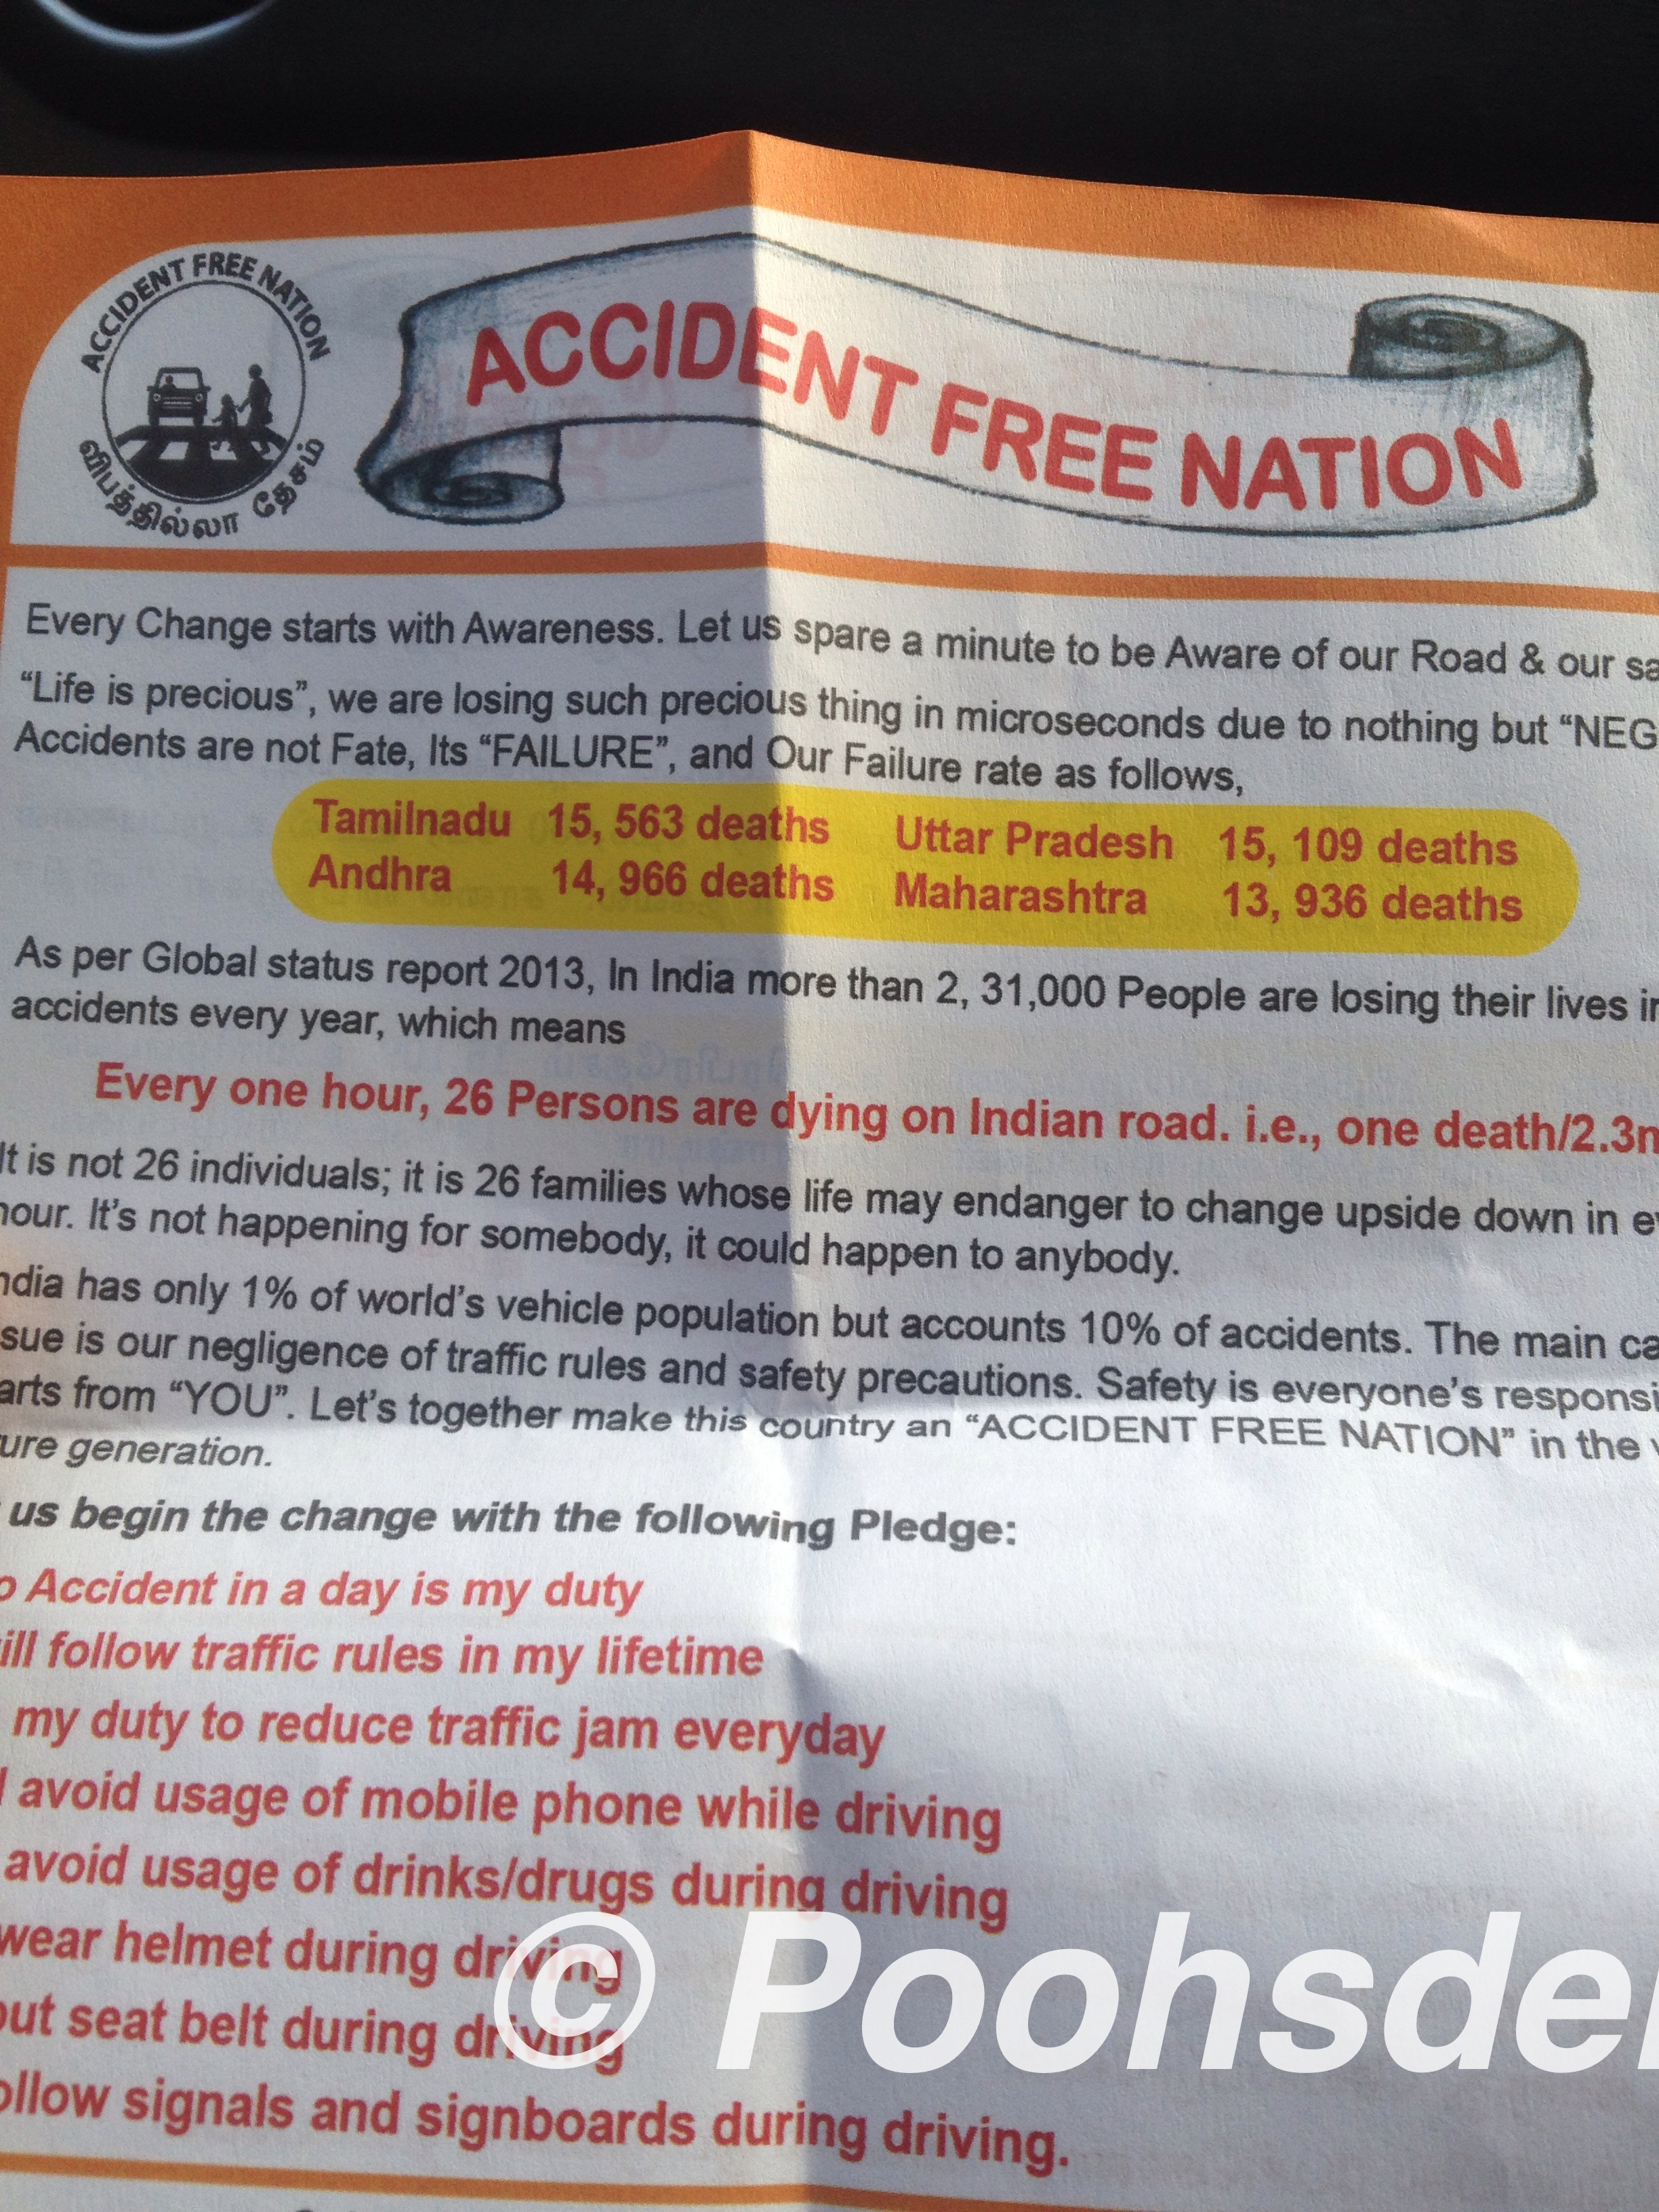 ACCIDENT FREE NATION
விபத்தில்லா தேசம்
ACCIDENT FREE NATION
Every Change starts with Awareness. Let us spare a minute to be Aware of our Road & our sa
“Life is precious”, we are losing such precious thing in microseconds due to nothing but “NEG
Accidents are not Fate, Its “FAILURE”, and Our Failure rate as follows,
Tamilnadu 15, 563 deaths Uttar Pradesh 15, 109 deaths
Andhra 14, 966 deaths Maharashtra 13, 936 deaths
As per Global status report 2013, In India more than 2, 31,000 People are losing their lives in
accidents every year, which means
Every one hour, 26 Persons are dying on Indian road. i.e., one death/2.3m
It is not 26 individuals; it is 26 families whose life may endanger to change upside down in ev
hour. It’s not happening for somebody, it could happen to anybody.
ndia has only 1% of world’s vehicle population but accounts 10% of accidents. The main ca
sue is our negligence of traffic rules and safety precautions. Safety is everyone’s responsi
arts from “YOU”. Let’s together make this country an “ACCIDENT FREE NATION” in the
ure generation.
us begin the change with the following Pledge:
o Accident in a day is my duty
ill follow traffic rules in my lifetime
my duty to reduce traffic jam everyday
avoid usage of mobile phone while driving
avoid usage of drinks/drugs during driving
wear helmet during driving
out seat belt during driving
ollow signals and signboards during driving.
© Poohsde